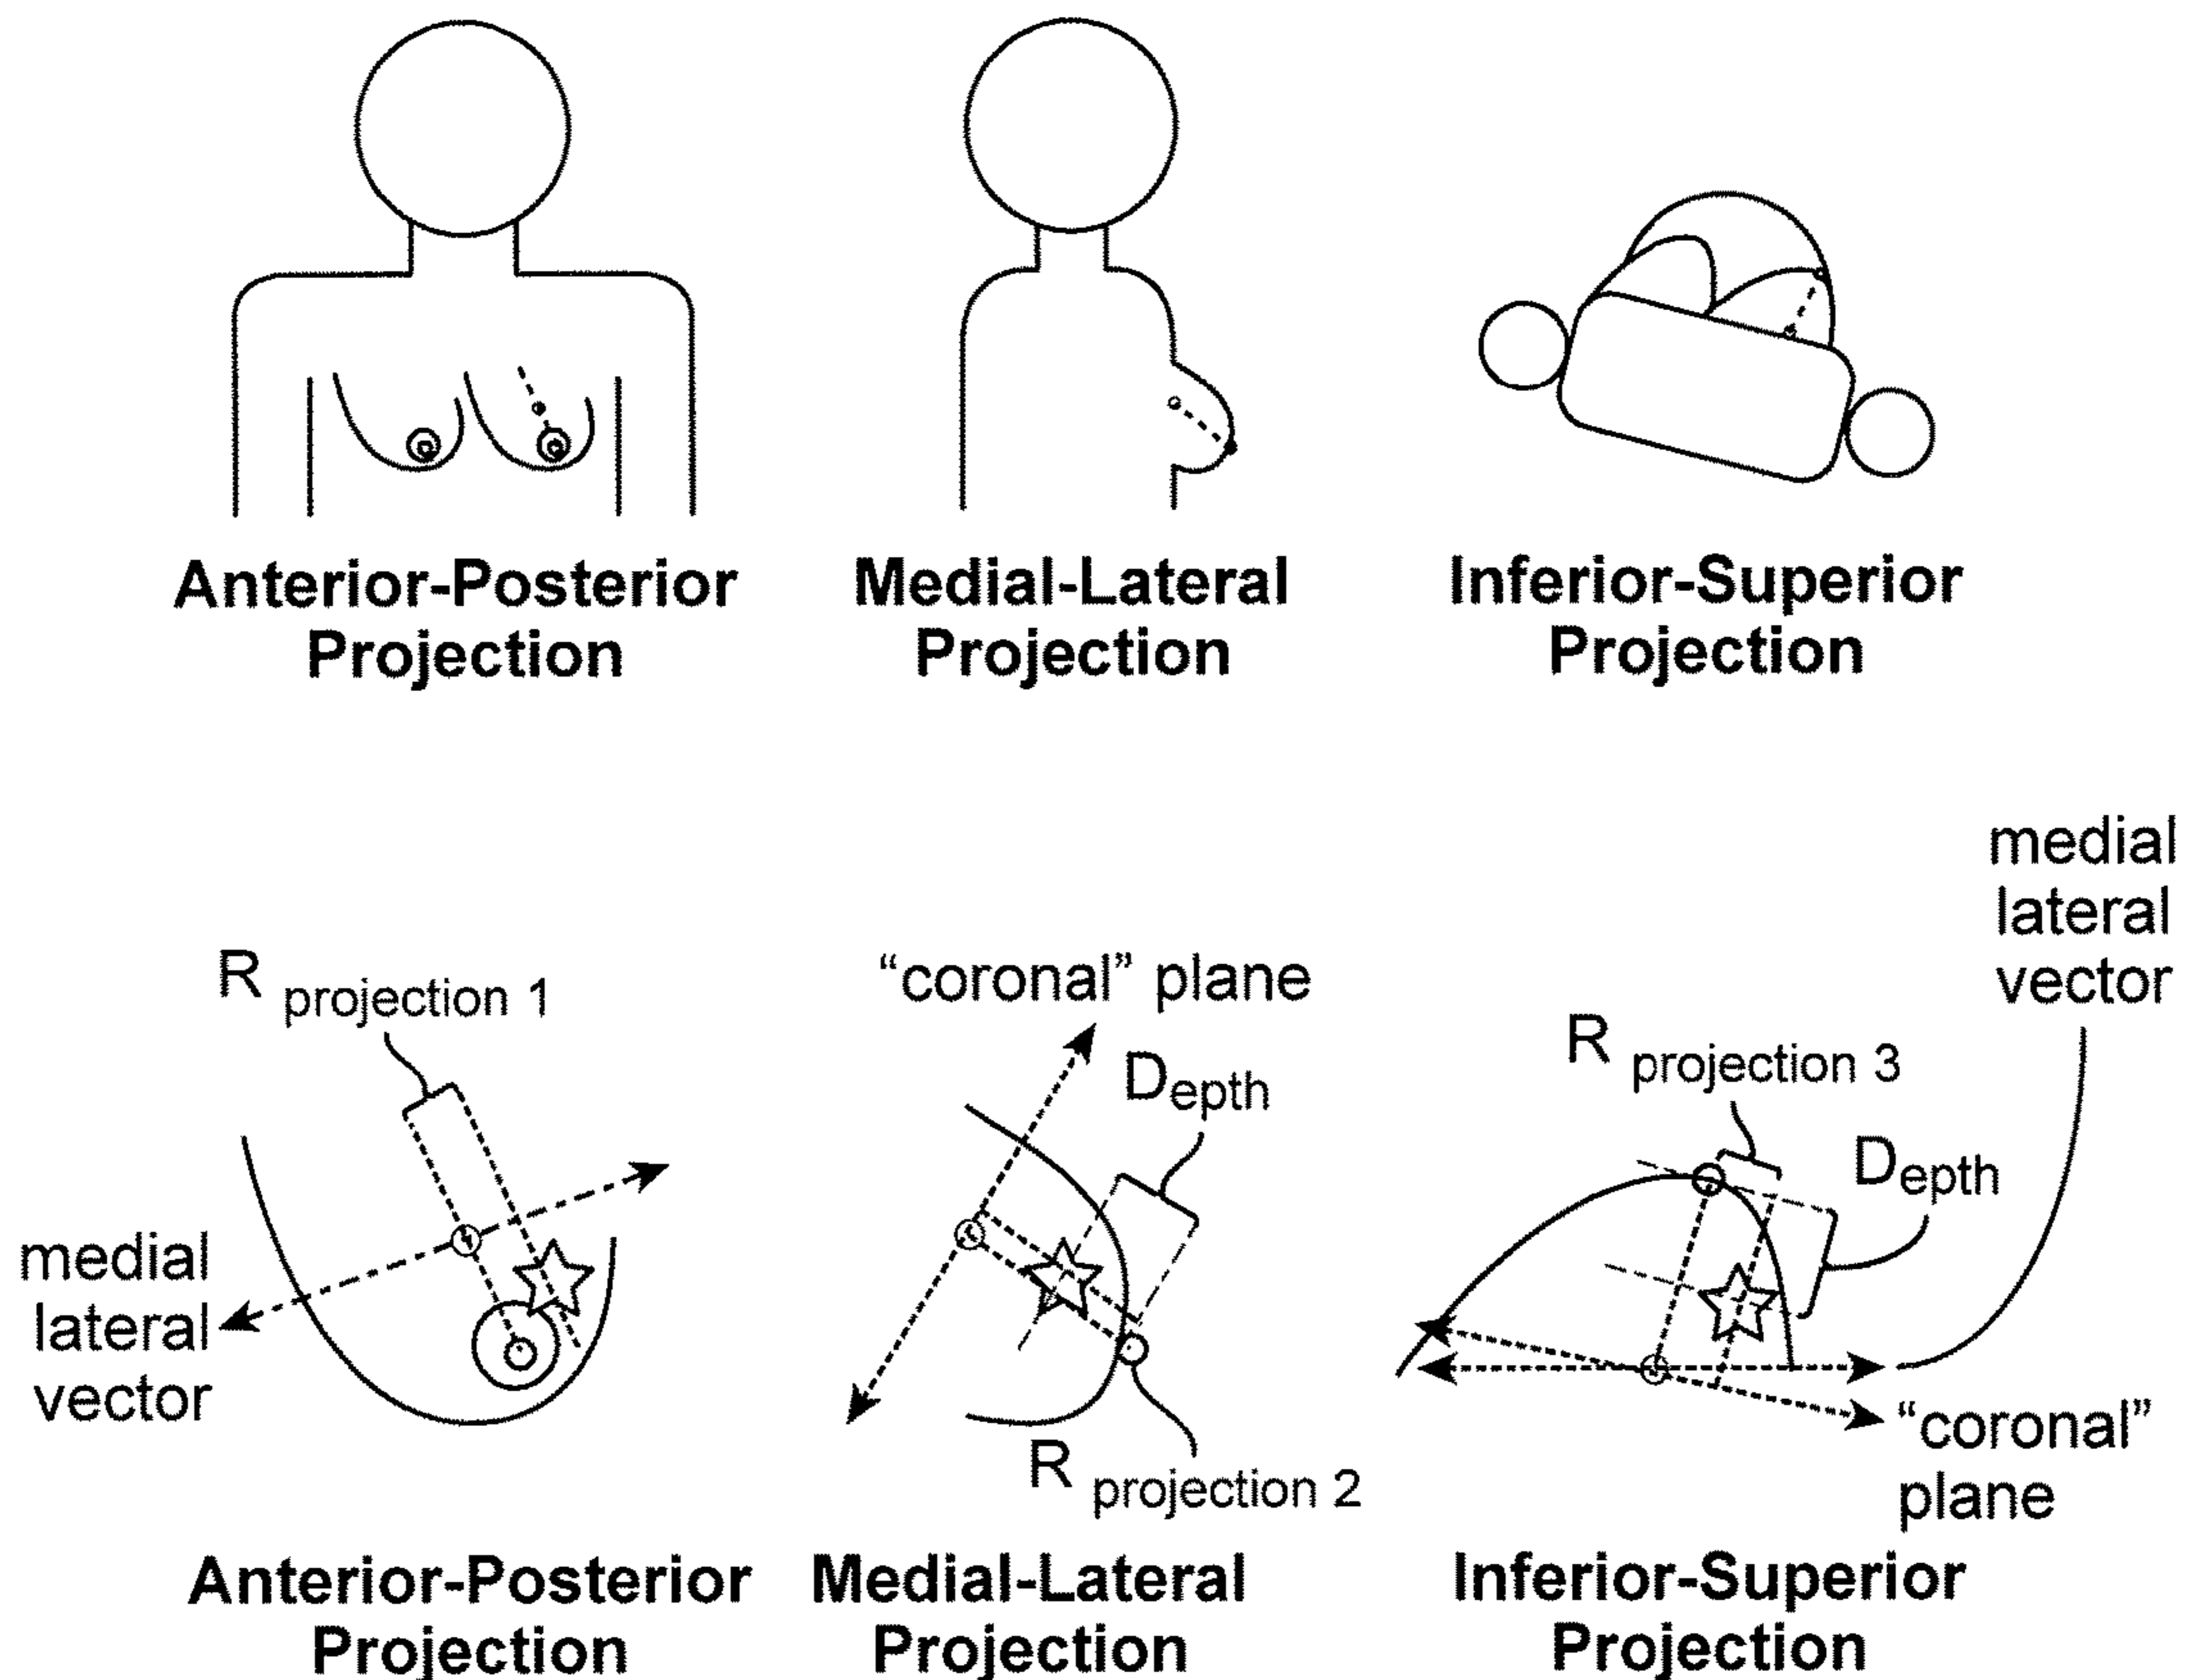 Anterior-Posterior
Projection
Medial-Lateral
Projection
Inferior-Superior
Projection
R projection 1
medial
lateral
vector
Anterior-Posterior
Projection
“coronal” plane
Depth
R projection 2
Medial-Lateral
Projection
medial
lateral
vector
R projection 3
Depth
“coronal”
plane
Inferior-Superior
Projection